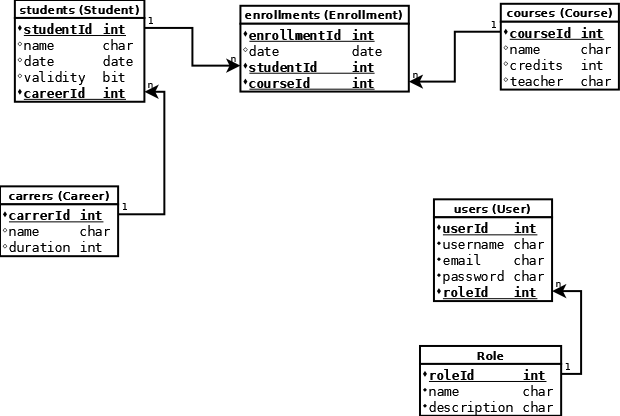 students (Student)
studentId int
name char
date date
validity bit
careerId int
1
n
enrollments (Enrollment)
enrollmentId int
date date
studentId int
courseId int
n
1
courses (Course)
courseId int
name char
credits int
teacher char
n
carrers (Career)
carrerId int
name char
duration int
1
users (User)
userId int
username char
email char
password char
roleId int
n
Role
roleId int
name char
description char
1